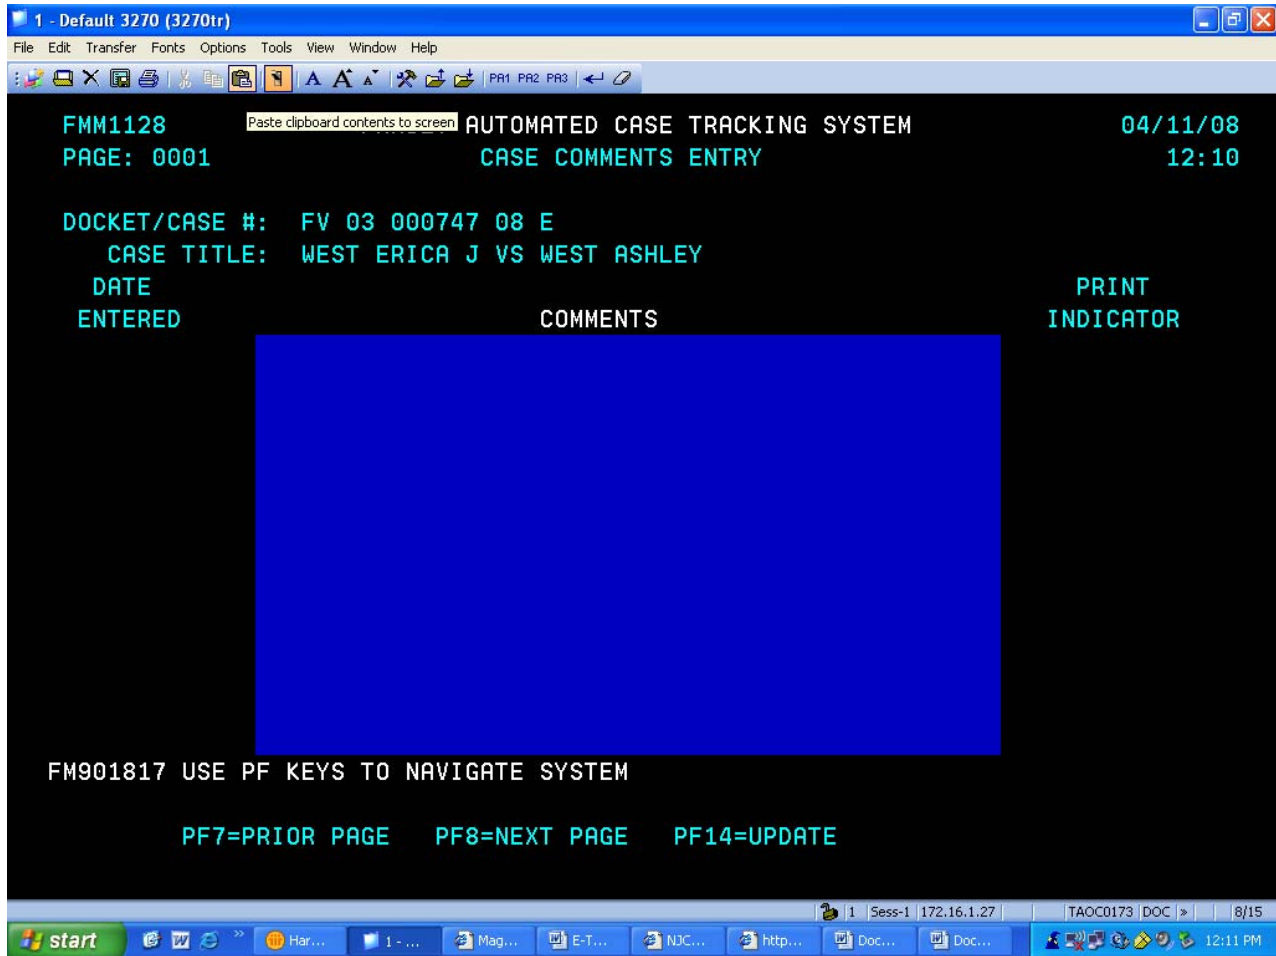 1 - Default 3270 (3270tr)
File Edit Transfer Fonts Options Tools View Window Help
A A A PA1 PA2 PA3
FMM1128 Paste clipboard contents to screen AUTOMATED CASE TRACKING SYSTEM 04/11/08
PAGE: 0001 CASE COMMENTS ENTRY 12:10
DOCKET/CASE #: FV 03 000747 08 E
CASE TITLE: WEST ERICA J VS WEST ASHLEY
DATE PRINT
ENTERED COMMENTS INDICATOR
FM901817 USE PF KEYS TO NAVIGATE SYSTEM
PF7=PRIOR PAGE PF8=NEXT PAGE PF14=UPDATE
1 Sess-1 172.16.1.27 TAOC0173 DOC » 8/15
start » Har... 1 - ... Mag... E-T... NJC... http... Doc... Doc... 12:11 PM